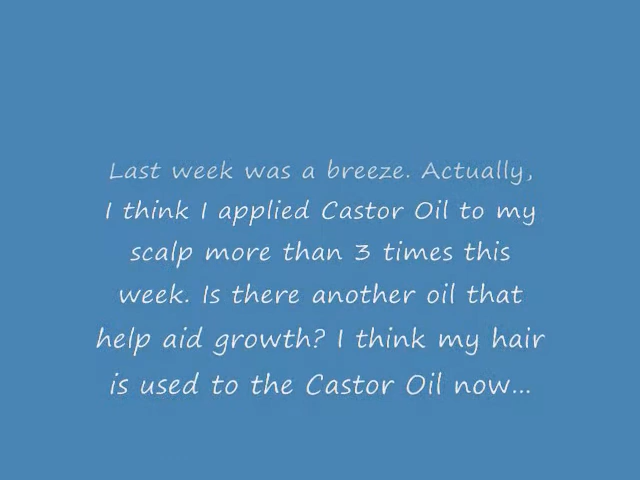 Last week was a breeze. Actually,
I think I applied Castor Oil to my
scalp more than 3 times this
week. Is there another oil that
help aid growth? I think my hair
is used to the Castor Oil now...